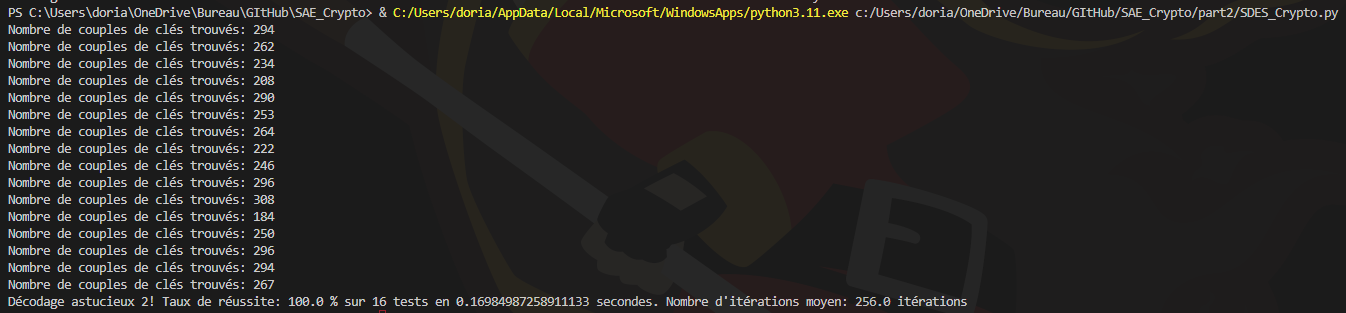 PS C:\Users\doria\OneDrive\Bureau\GItHub\SAE_Crypto> & C:/Users/doria/AppData/Local/Microsoft/WindowsApps/python3.11.exe c:/Users/doria/OneDrive/Bureau/GItHub/SAE_Crypto/part2/SDES_Crypto.py
Nombre de couples de clés trouvés: 294
Nombre de couples de clés trouvés: 262
Nombre de couples de clés trouvés: 234
Nombre de couples de clés trouvés: 208
Nombre de couples de clés trouvés: 290
Nombre de couples de clés trouvés: 253
Nombre de couples de clés trouvés: 264
Nombre de couples de clés trouvés: 222
Nombre de couples de clés trouvés: 246
Nombre de couples de clés trouvés: 296
Nombre de couples de clés trouvés: 308
Nombre de couples de clés trouvés: 184
Nombre de couples de clés trouvés: 250
Nombre de couples de clés trouvés: 296
Nombre de couples de clés trouvés: 294
Nombre de couples de clés trouvés: 267
Décodage astucieux 2! Taux de réussite: 100.0 % sur 16 tests en 0.16984987258911133 secondes. Nombre d'itérations moyen: 256.0 itérations